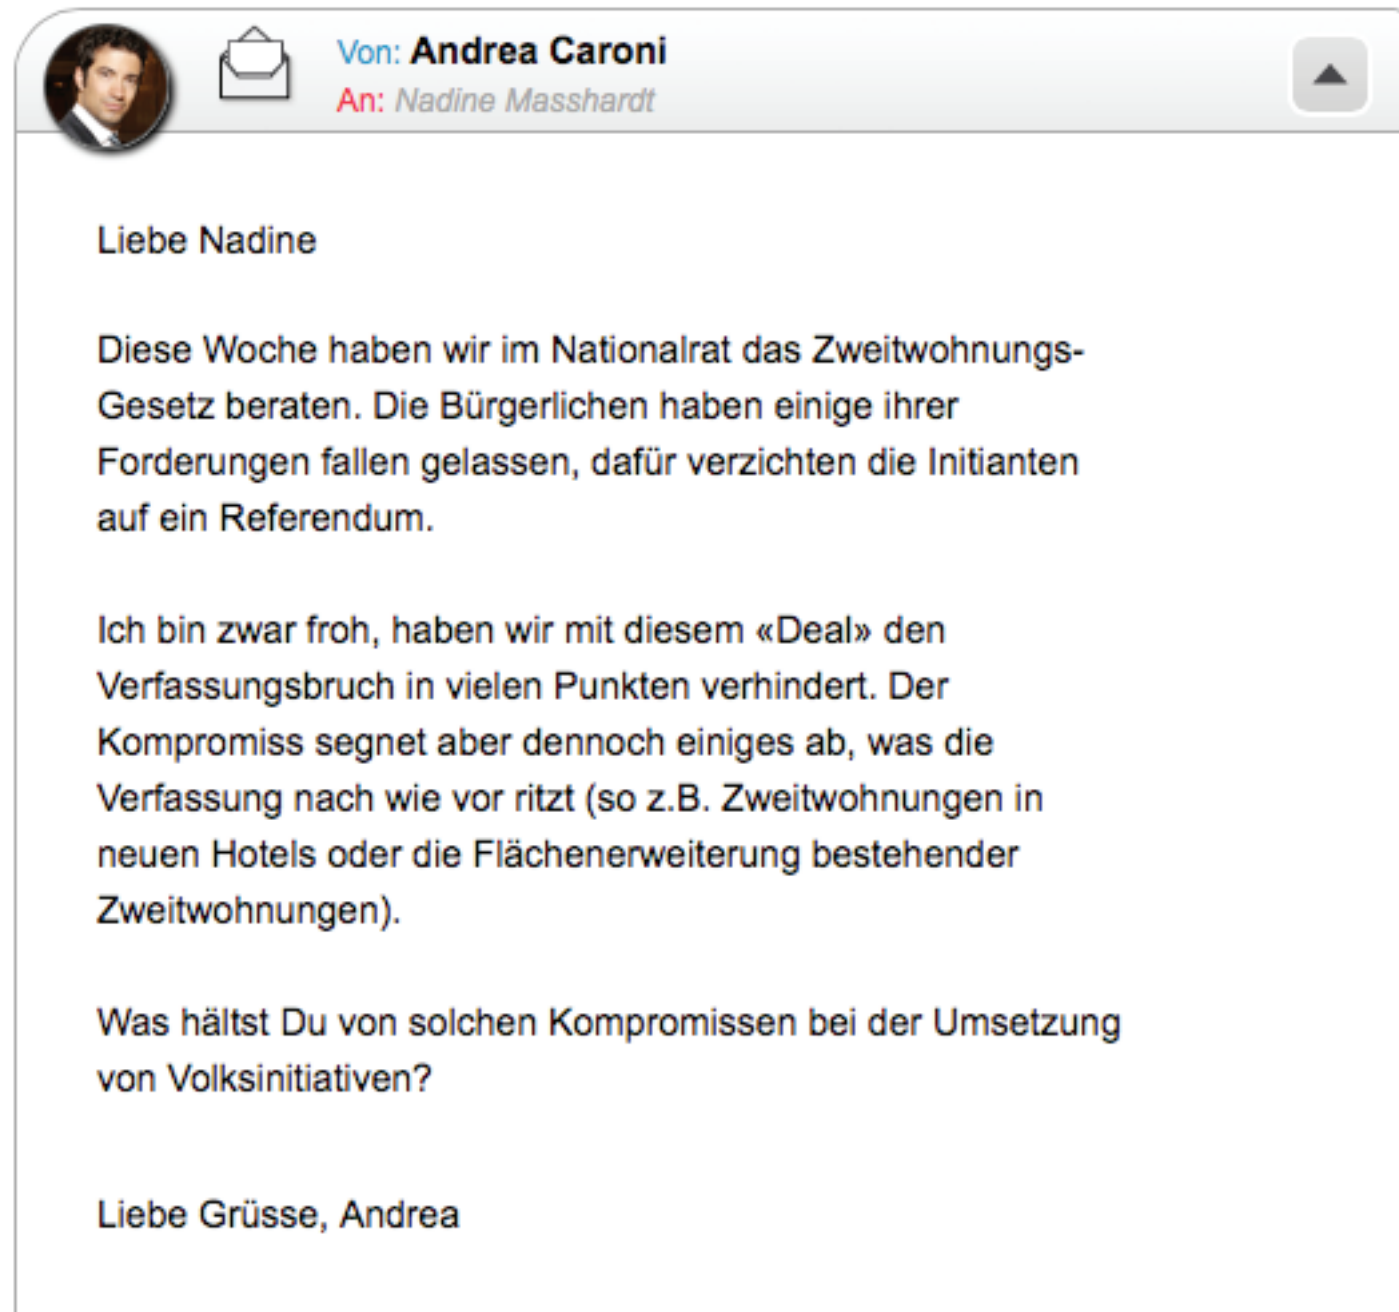 Von: Andrea Caroni
An: Nadine Masshardt
Liebe Nadine
Diese Woche haben wir im Nationalrat das Zweitwohnungs-
Gesetz beraten. Die Bürgerlichen haben einige ihrer
Forderungen fallen gelassen, dafür verzichten die Initianten
auf ein Referendum.
Ich bin zwar froh, haben wir mit diesem «Deal» den
Verfassungsbruch in vielen Punkten verhindert. Der
Kompromiss segnet aber dennoch einiges ab, was die
Verfassung nach wie vor ritzt (so z.B. Zweitwohnungen in
neuen Hotels oder die Flächenerweiterung bestehender
Zweitwohnungen).
Was hältst Du von solchen Kompromissen bei der Umsetzung
von Volksinitiativen?
Liebe Grüsse, Andrea